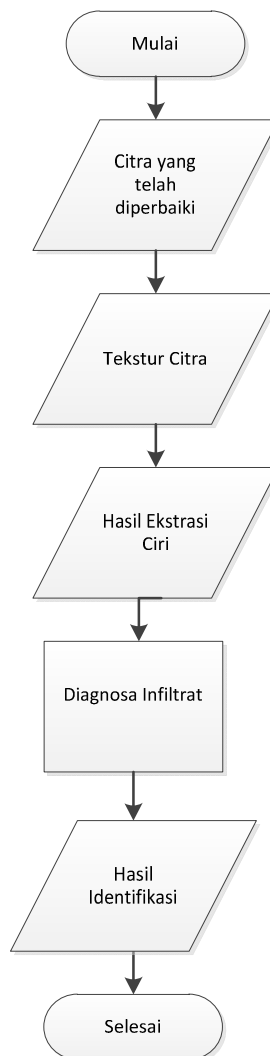 Mulai
Citra yang
telah
diperbaiki
Tekstur Citra
Hasil Ekstrasi
Ciri
Diagnosa Infiltrat
Hasil
Identifikasi
Selesai